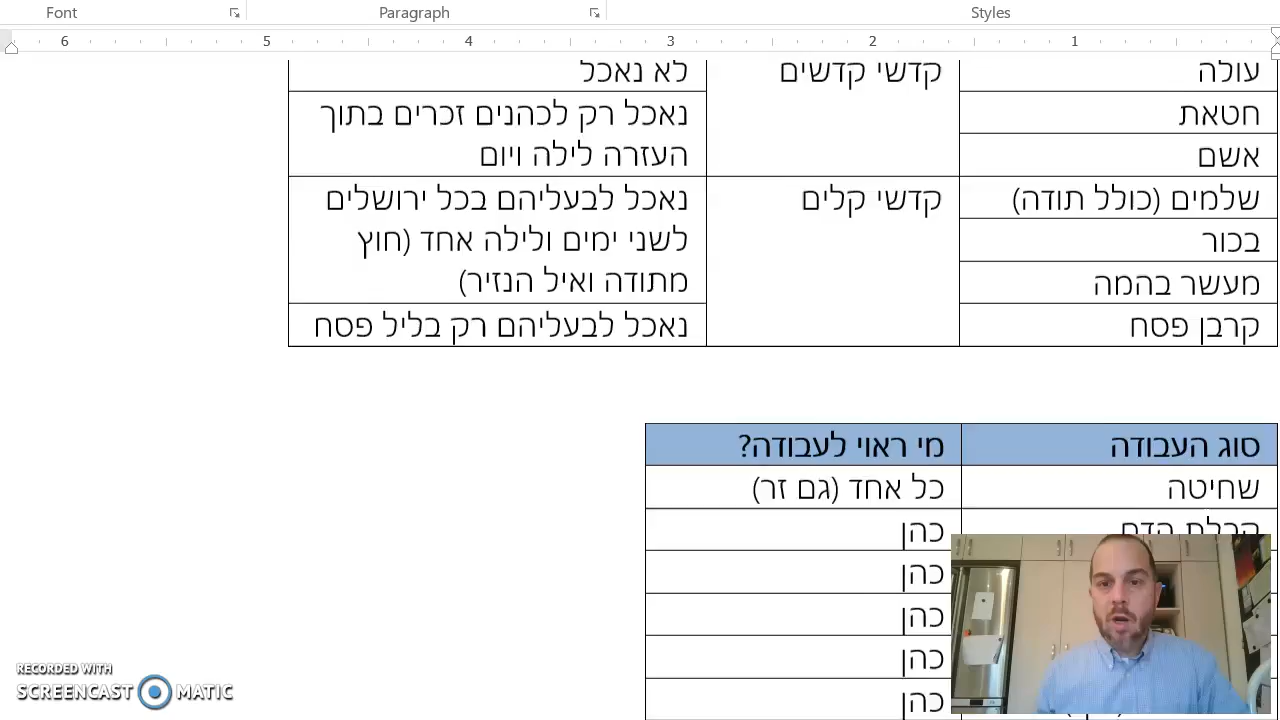 Font Paragraph Styles
6 5 4 3 2 1
עולה קדשי קדשים לא נאכל
חטאת נאכל רק לכהנים זכרים בתוך
אשם העזרה לילה ויום
שלמים (כולל תודה) קדשי קלים נאכל לבעליהם בכל ירושלים
בכור לשני ימים ולילה אחד (חוץ
מעשר בהמה מתודה ואיל הנזיר)
קרבן פסח נאכל לבעליהם רק בליל פסח
סוג העבודה מי ראוי לעבודה?
שחיטה כל אחד (גם זר)
קבלת הדם כהן
כהן
כהן
כהן
כהן
RECORDED WITH
SCREENCAST MATIC